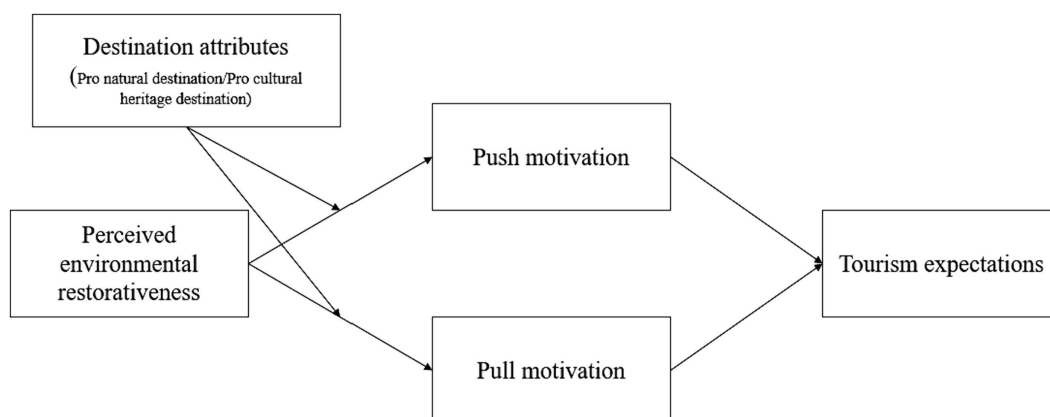 Destination attributes
(Pro natural destination/Pro cultural
heritage destination)
Push motivation
Perceived
environmental
restorativeness
Tourism expectations
Pull motivation